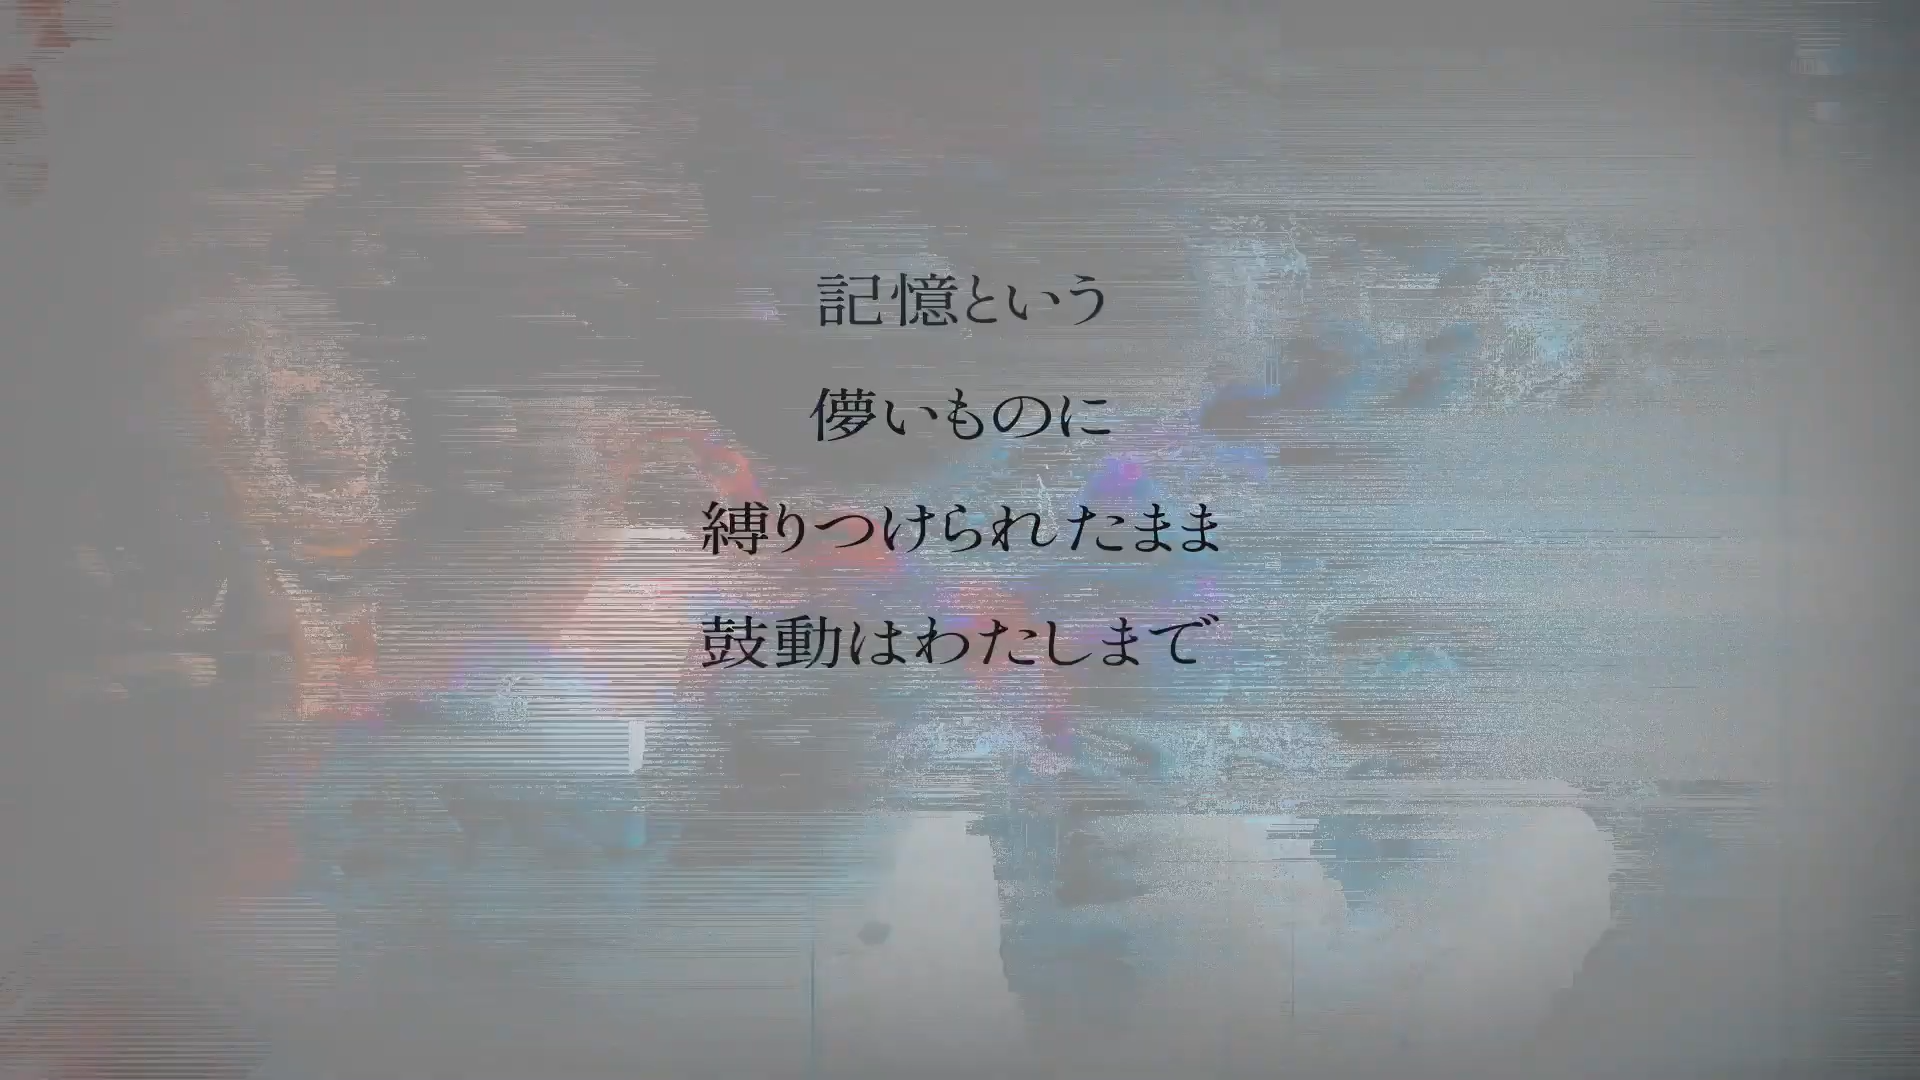 記憶という
儚いものに
縛りつけられたまま
鼓動はわたしまで